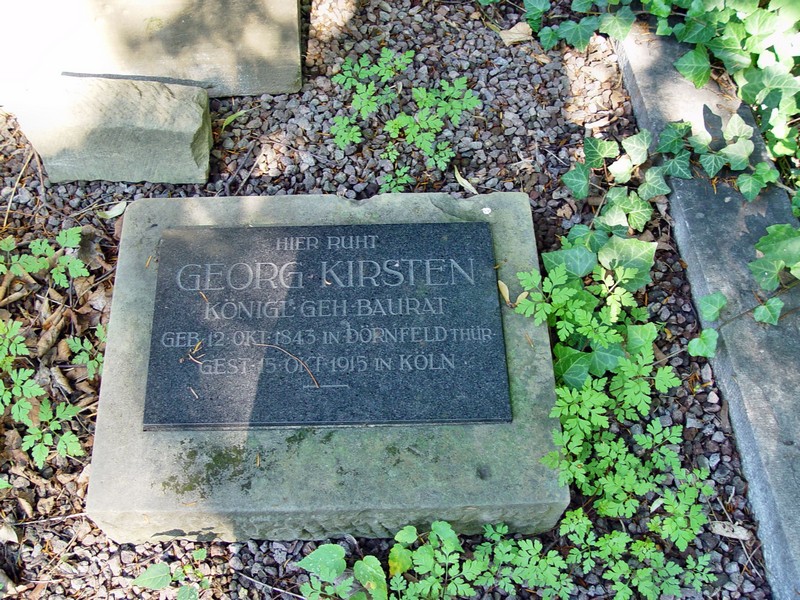 HIER RUHT
GEORG KIRSTEN
KÖNIGL·GEH·BAURAT
GEB·12·OKT·1843 IN DÖRNFELD THÜR
GEST·15·OKT·1915 IN KÖLN